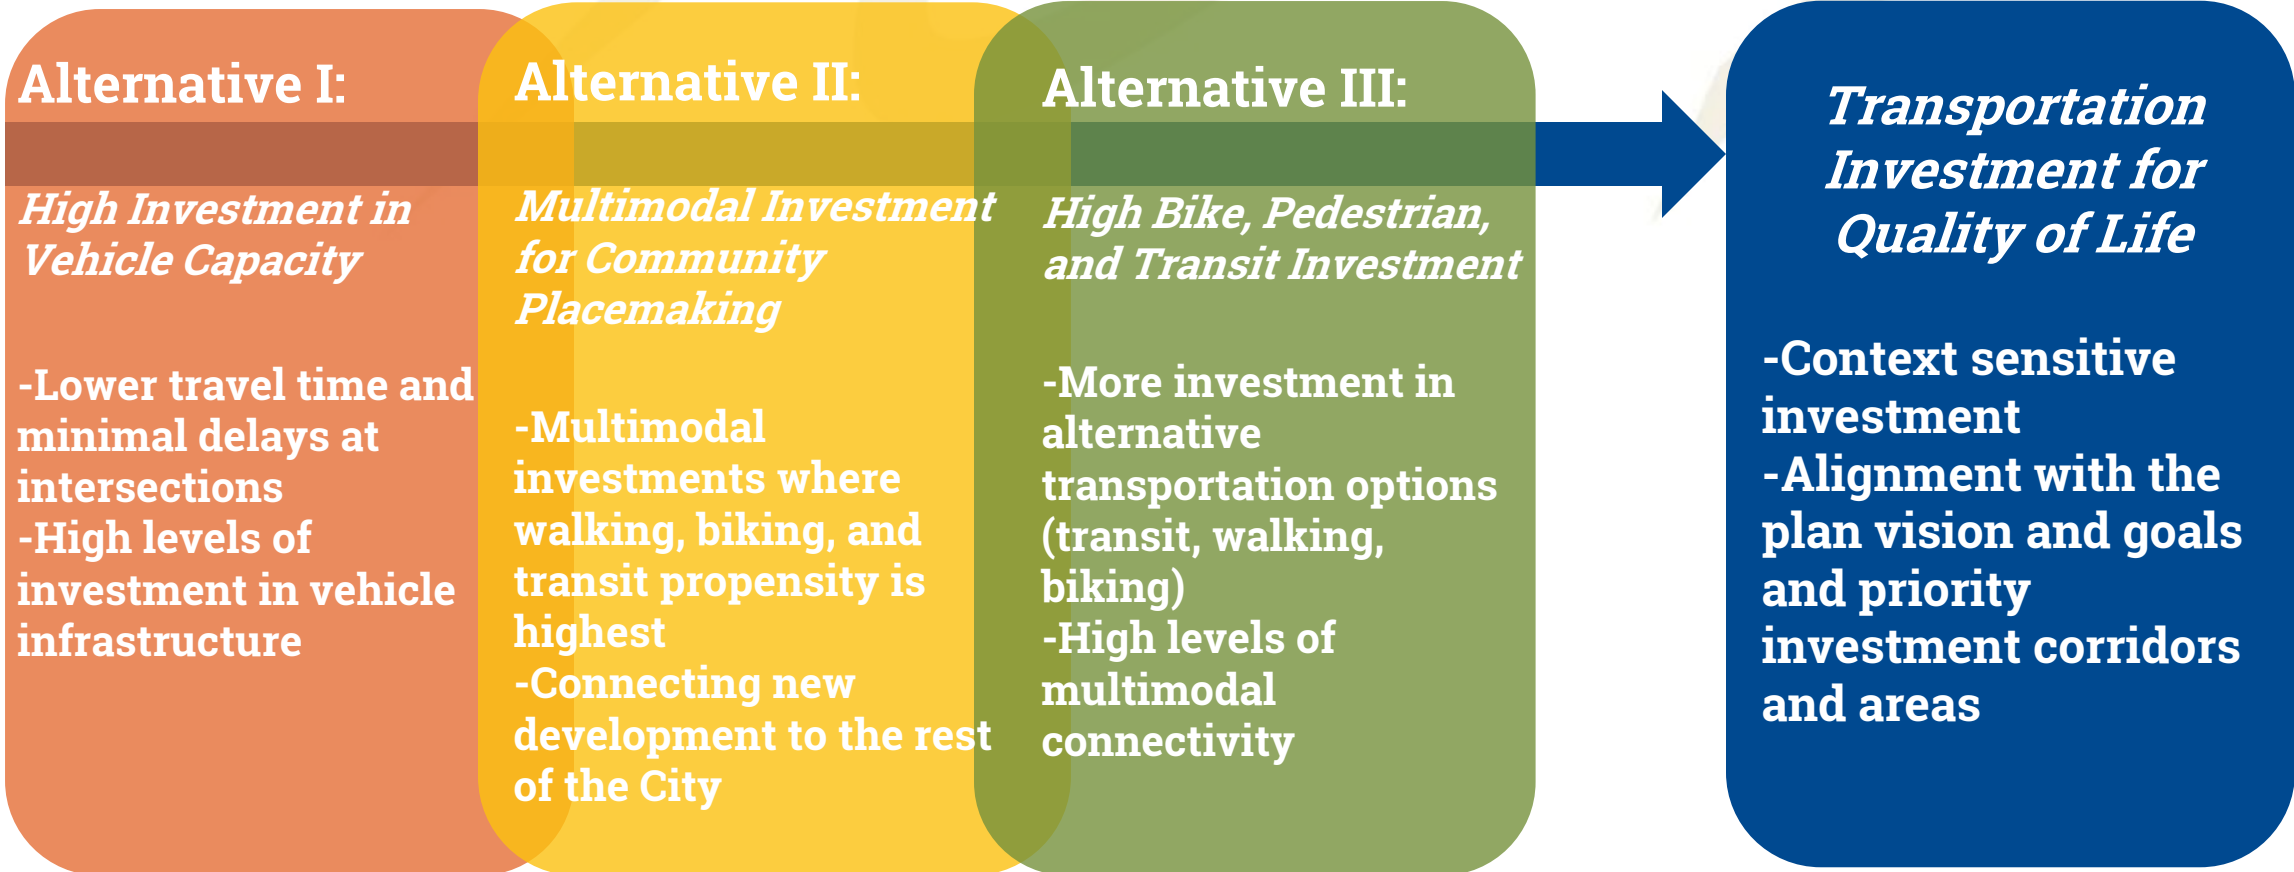 Alternative I:
High Investment in
Vehicle Capacity
-Lower travel time and
minimal delays at
intersections
-High levels of
investment in vehicle
infrastructure
Alternative II:
Multimodal Investment
for Community
Placemaking
-Multimodal
investments where
walking, biking, and
transit propensity is
highest
-Connecting new
development to the rest
of the City
Alternative III:
High Bike, Pedestrian,
and Transit Investment
-More investment in
alternative
transportation options
(transit, walking,
biking)
-High levels of
multimodal
connectivity
Transportation
Investment for
Quality of Life
-Context sensitive
investment
-Alignment with the
plan vision and goals
and priority
investment corridors
and areas